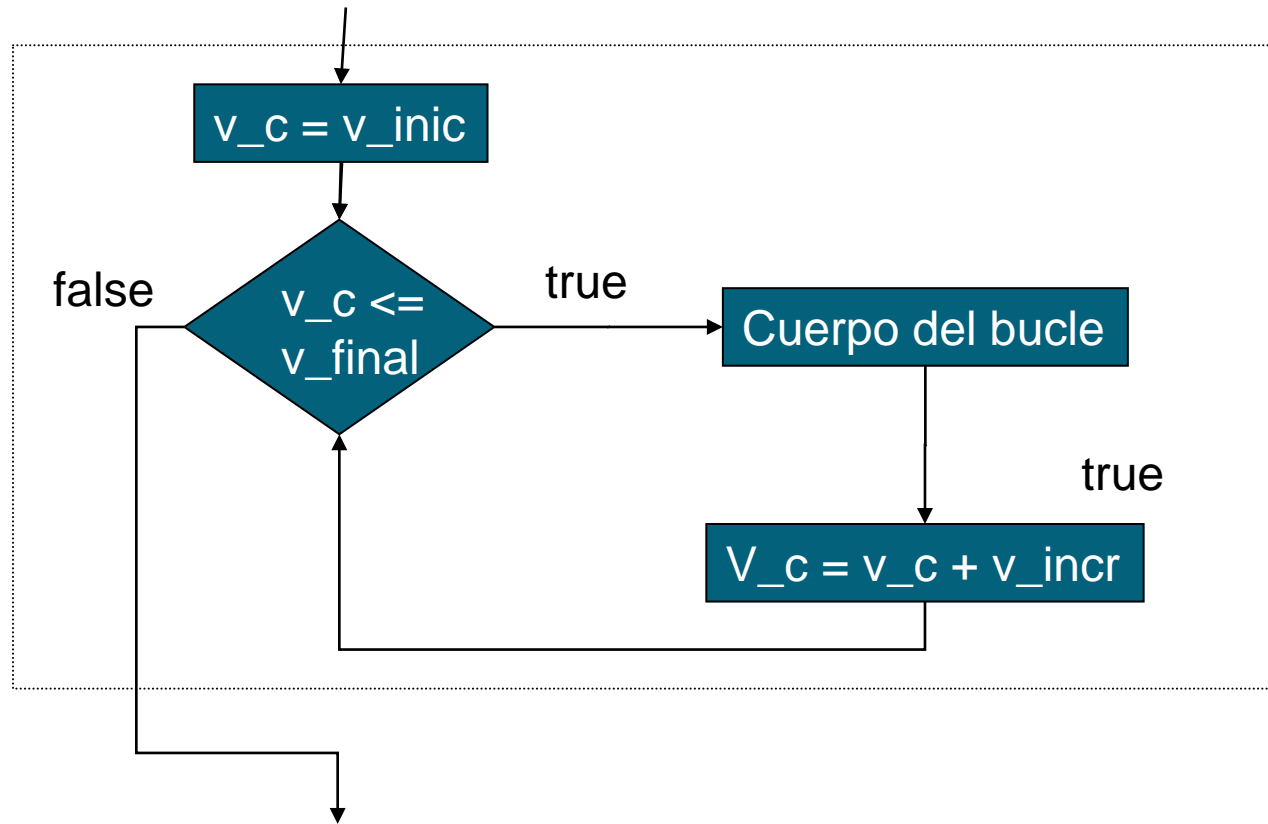 v_c = v_inic
false
true
v_c <=
v_final
Cuerpo del bucle
true
V_c = v_c + v_incr